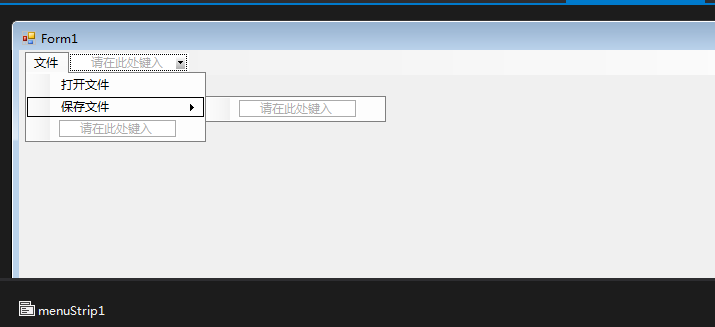 Form1
文件 请在此处键入
打开文件
保存文件 请在此处键入
请在此处键入
menuStrip1